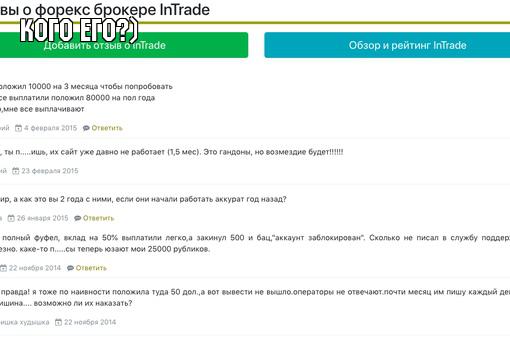 вы о форекс брокере InTrade
КОГО ЕГО?)
Добавить отзыв о InTrade
Обзор и рейтинг InTrade
оложил 10000 на 3 месяца чтобы попробовать
се выплатили положил 80000 на пол года
о,мне все выплачивают
рий 4 февраля 2015 Ответить
, ты п.....ишь, их сайт уже давно не работает (1,5 мес). Это гандоны, но возмездие будет!!!!!!
ий 23 февраля 2015
ир, а как это вы 2 года с ними, если они начали работать аккурат год назад?
а 26 января 2015 Ответить
полный фуфел, вклад на 50% выплатили легко,а закинул 500 и бац,"аккаунт заблокирован". Сколько не писал в службу поддер
езно. каке-то п.....сы теперь юзают мои 25000 рубликов.
22 ноября 2014 Ответить
правда! я тоже по наивности положила туда 50 дол.,а вот вывести не вышло.операторы не отвечают.почти месяц им пишу каждый де
ишина.... возможно ли их наказать?
ишка.худышка 22 ноября 2014